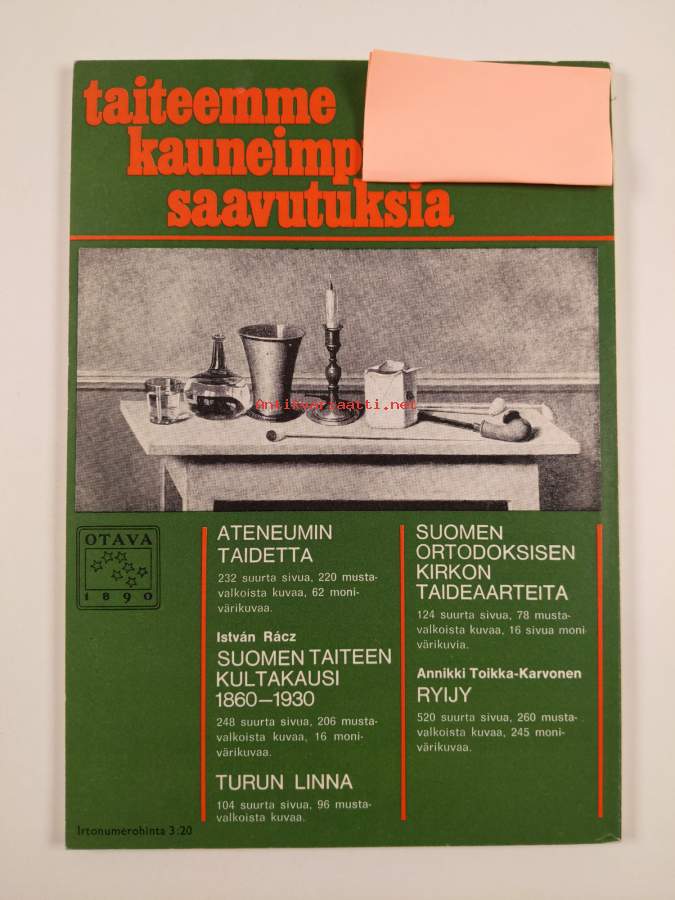 taiteemme
kauneimp
saavutuksia
Antikvariaatti.net
OTAVA
1890
ATENEUMIN
TAIDETTA
232 suurta sivua, 220 musta-
valkoista kuvaa, 62 moni-
värikuvaa.
István Rácz
SUOMEN TAITEEN
KULTAKAUSI
1860—1930
248 suurta sivua, 206 musta-
valkoista kuvaa, 16 moni-
värikuvaa.
TURUN LINNA
104 suurta sivua, 96 musta-
valkoista kuvaa.
SUOMEN
ORTODOKSISEN
KIRKON
TAIDEAARTEITA
124 suurta sivua, 78 musta-
valkoista kuvaa, 16 sivua moni
värikuvia.
Annikki Toikka-Karvonen
RYIJY
520 suurta sivua, 260 musta-
valkoista kuvaa, 245 moni-
värikuvaa.
Irtonumerohinta 3:20